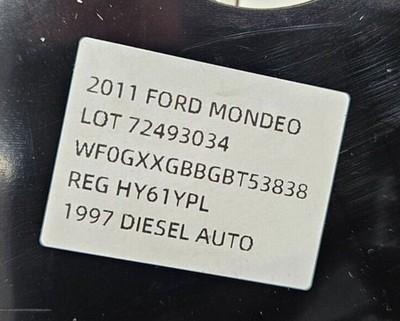 2011 FORD MONDEO
LOT 72493034
WF0GXXGBBGBT53838
REG HY61YPL
1997 DIESEL AUTO